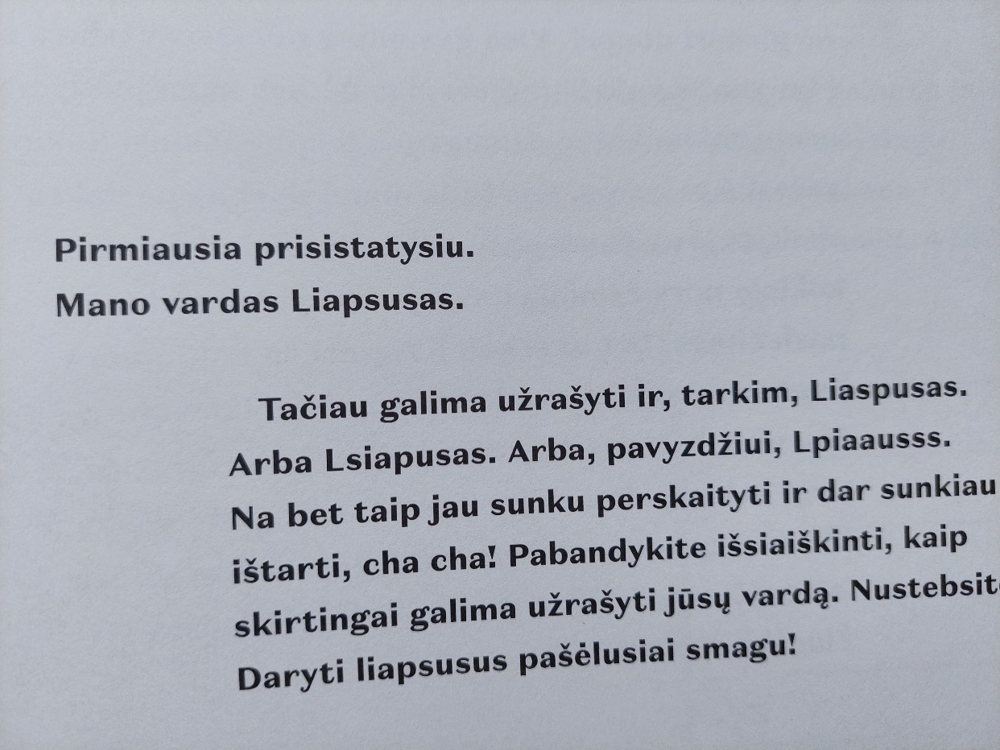 Pirmiausia prisistatysiu.
Mano vardas Liapsusas.
Tačiau galima užrašyti ir, tarkim, Liaspusas.
Arba Lsiapusas. Arba, pavyzdžiui, Lpiaausss.
Na bet taip jau sunku perskaityti ir dar sunkiau
ištarti, cha cha! Pabandykite išsiaiškinti, kaip
skirtingai galima užrašyti jūsų vardą.
Daryti liapsusus pašėlusiai smagu!